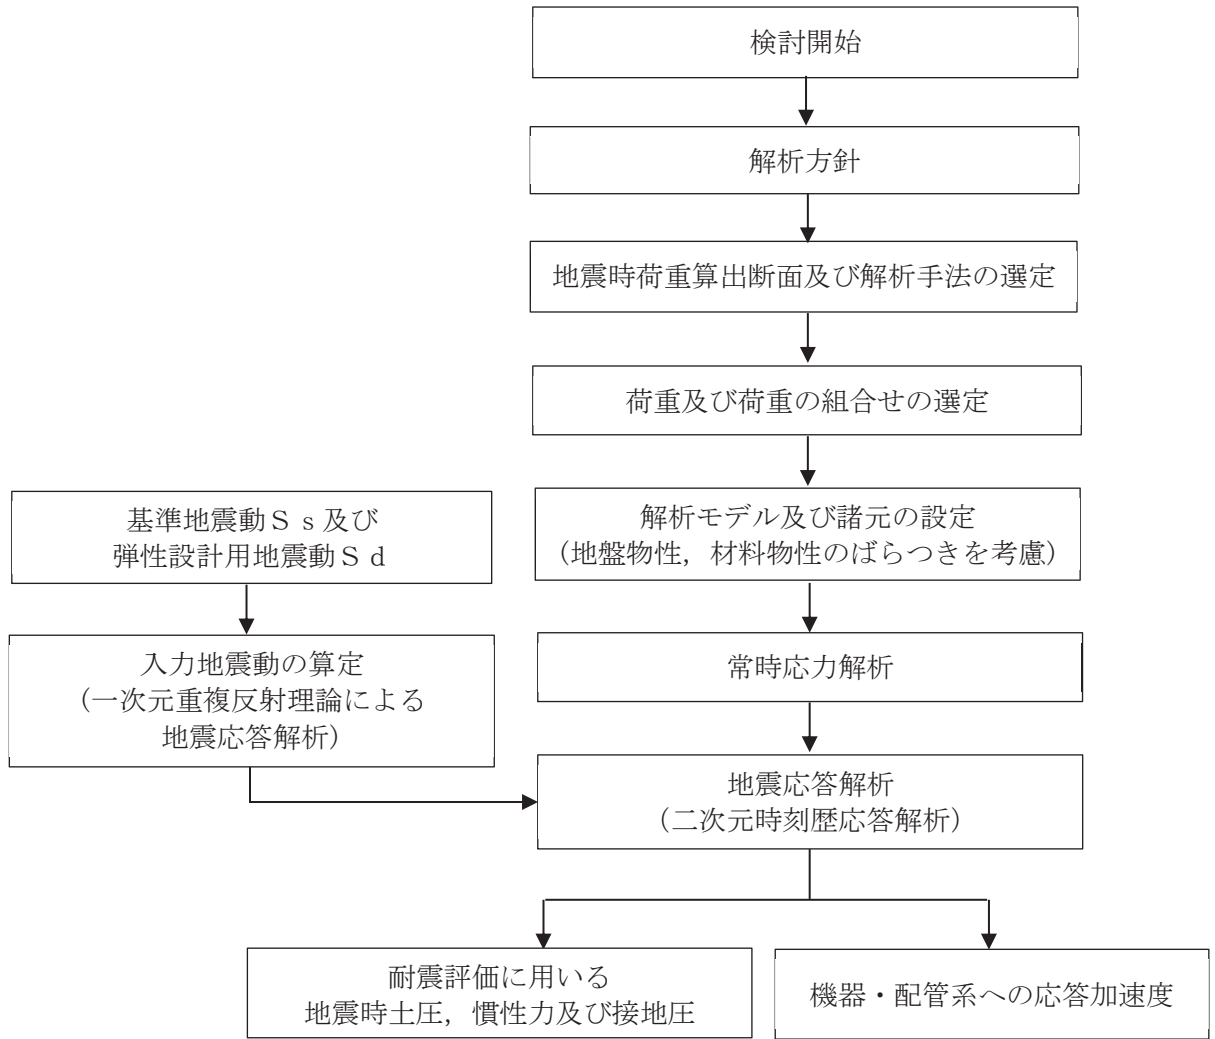 検討開始
解析方針
地震時荷重算出断面及び解析手法の選定
荷重及び荷重の組合せの選定
基準地震動Ｓｓ及び
弾性設計用地震動Ｓｄ
解析モデル及び諸元の設定
（地盤物性，材料物性のばらつきを考慮）
入力地震動の算定
（一次元重複反射理論による
地震応答解析）
常時応力解析
地震応答解析
（二次元時刻歴応答解析）
耐震評価に用いる
地震時土圧，慣性力及び接地圧
機器・配管系への応答加速度